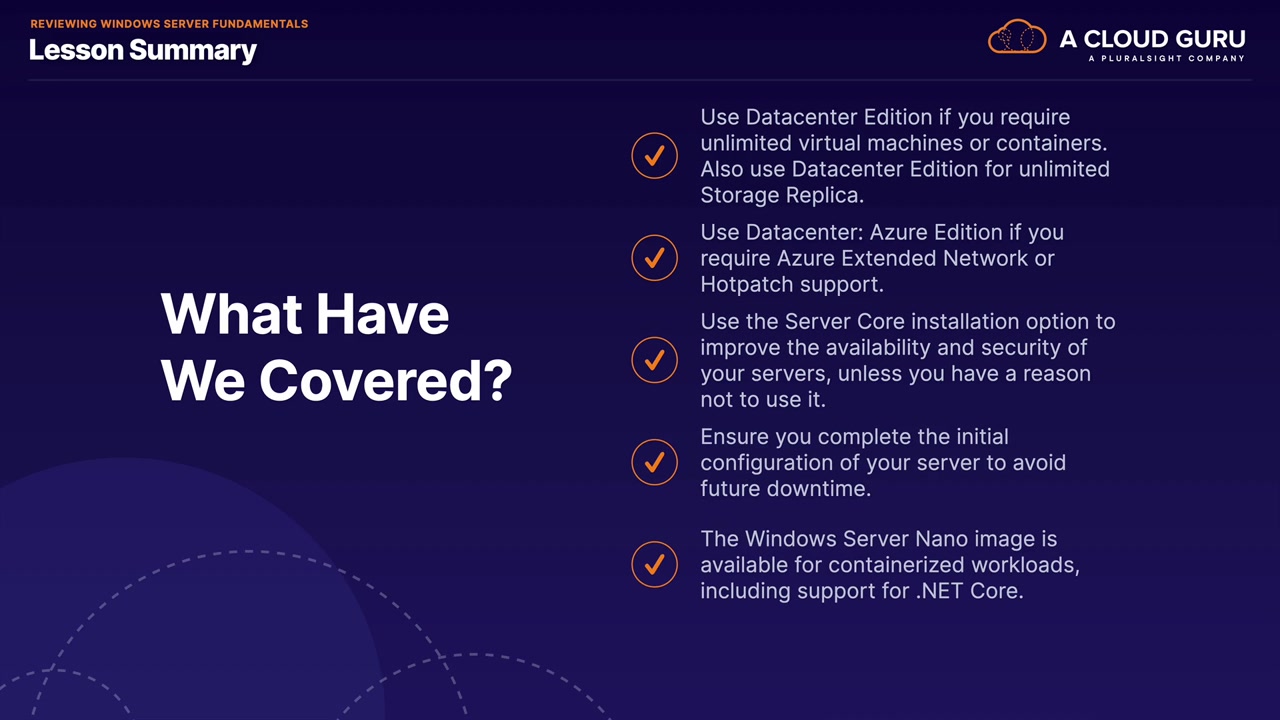 REVIEWING WINDOWS SERVER FUNDAMENTALS
Lesson Summary
A CLOUD GURU
A PLURALSIGHT COMPANY
What Have
We Covered?
Use Datacenter Edition if you require
unlimited virtual machines or containers.
Also use Datacenter Edition for unlimited
Storage Replica.
Use Datacenter: Azure Edition if you
require Azure Extended Network or
Hotpatch support.
Use the Server Core installation option to
improve the availability and security of
your servers, unless you have a reason
not to use it.
Ensure you complete the initial
configuration of your server to avoid
future downtime.
The Windows Server Nano image is
available for containerized workloads,
including support for .NET Core.